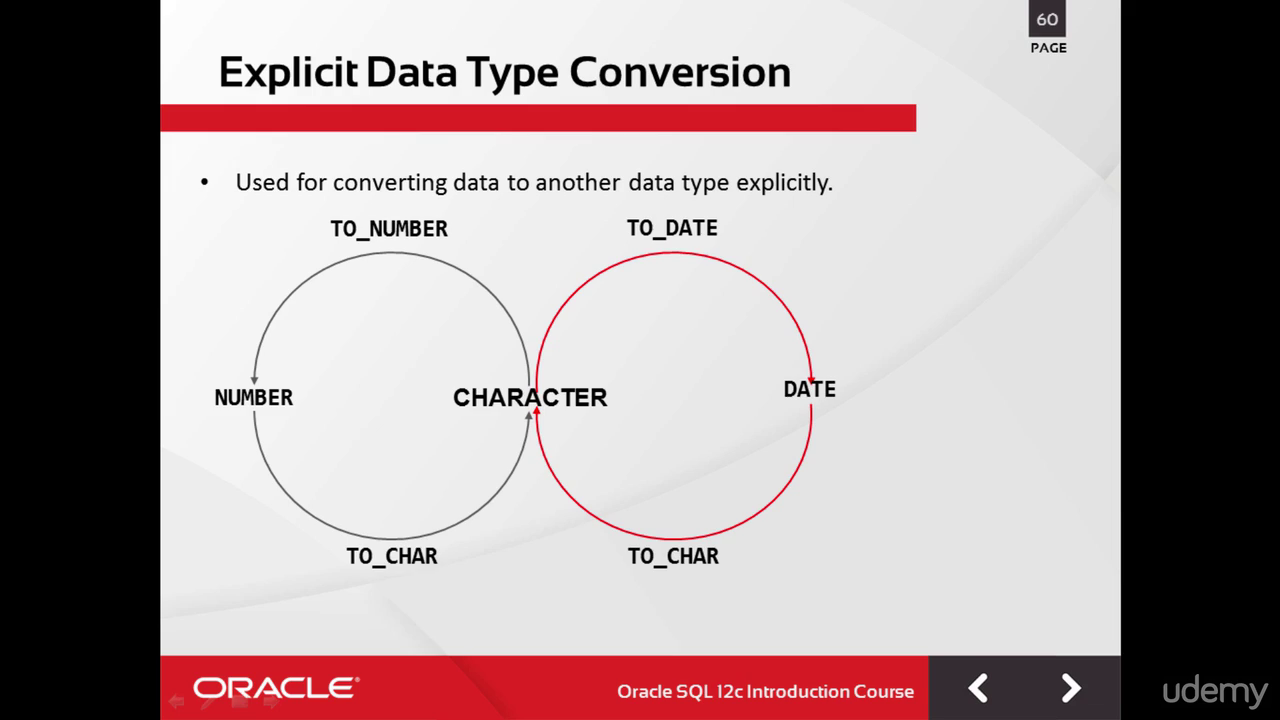 60
PAGE
Explicit Data Type Conversion
• Used for converting data to another data type explicitly.
TO_NUMBER TO_DATE
NUMBER CHARACTER DATE
TO_CHAR TO_CHAR
ORACLE® Oracle SQL 12c Introduction Course
udemy